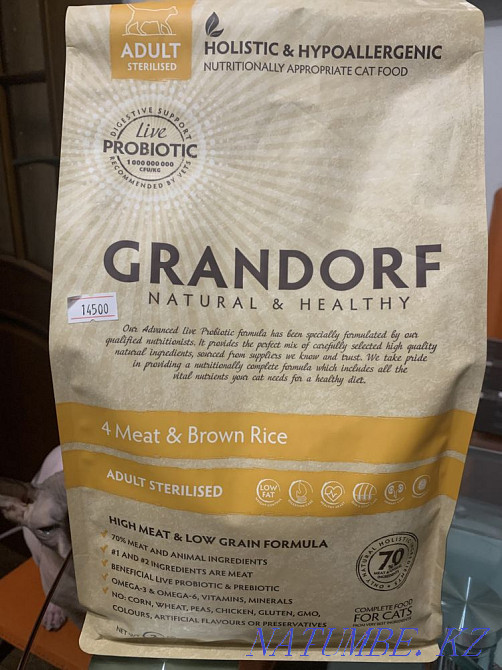 ADULT
STERILISED
HOLISTIC & HYPOALLERGENIC
NUTRITIONALLY APPROPRIATE CAT FOOD
DIGESTIVE SUPPORT
Live
PROBIOTIC
1 000 000 000
CFU/KG
RECOMMENDED BY VETS
GRANDORF
NATURAL & HEALTHY
14500
Our Advanced live Probiotic formula has been specially formulated by our
qualified nutritionists. It provides the perfect mix of carefully selected high quality
natural ingredients, sourced from suppliers we know and trust. We take pride
in providing a nutritionally complete formula which includes all the
vital nutrients your cat needs for a healthy diet.
4 Meat & Brown Rice
ADULT STERILISED
LOW
FAT
HIGH MEAT & LOW GRAIN FORMULA
70% MEAT AND ANIMAL INGREDIENTS
#1 AND #2 INGREDIENTS ARE MEAT
BENEFICIAL LIVE PROBIOTIC & PREBIOTIC
OMEGA-3 & OMEGA-6, VITAMINS, MINERALS
NO: CORN, WHEAT, PEAS, CHICKEN, GLUTEN, GMO,
COLOURS, ARTIFICIAL FLAVOURS OR PRESERVATIVES
70
COMPLETE FOOD
FOR CATS
NET
NATUMBE.KZ